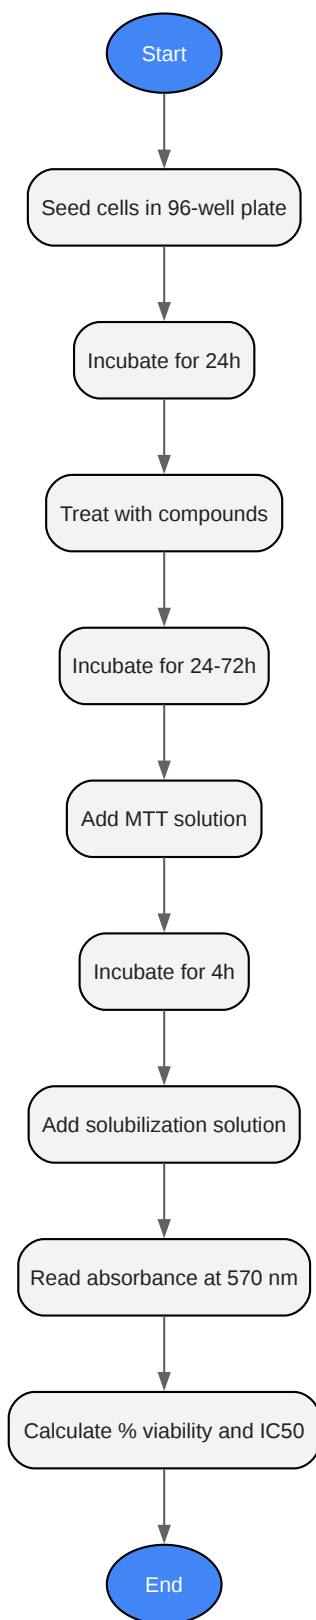 Start
Seed cells in 96-well plate
Incubate for 24h
Treat with compounds
Incubate for 24-72h
Add MTT solution
Incubate for 4h
Add solubilization solution
Read absorbance at 570 nm
Calculate % viability and IC50
End